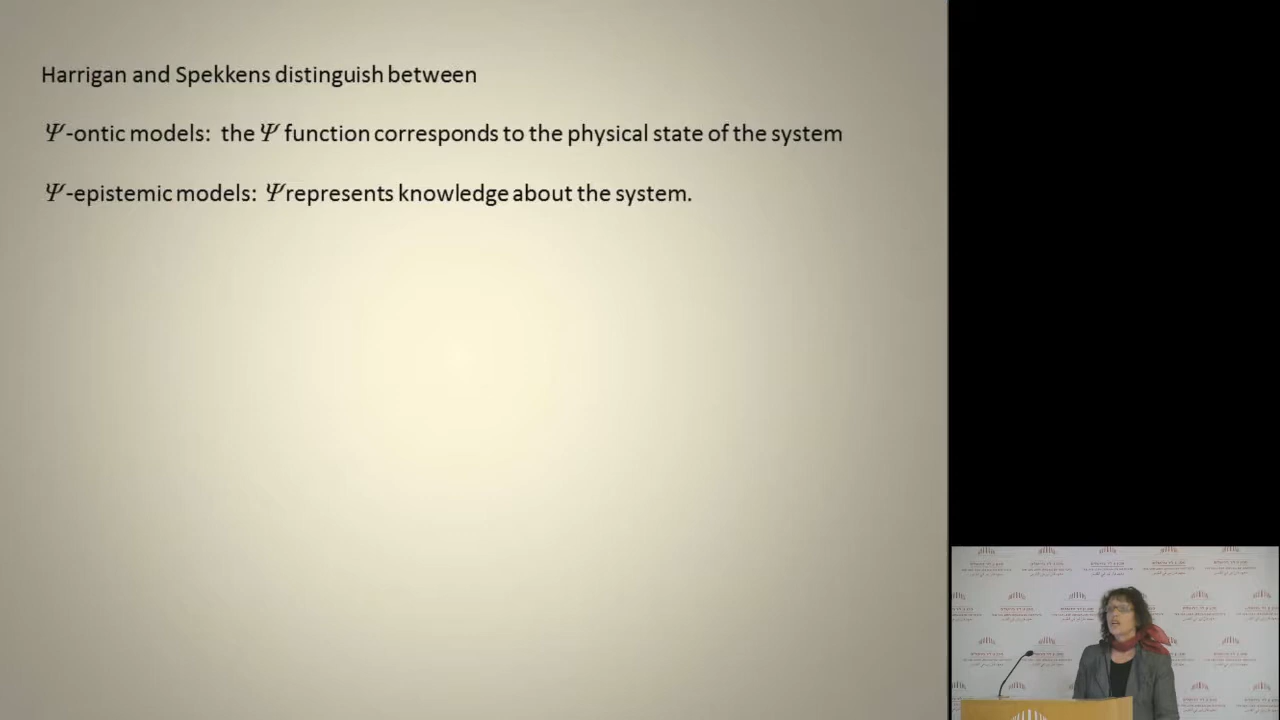 Harrigan and Spekkens distinguish between
Ψ-ontic models: the Ψ function corresponds to the physical state of the system
Ψ-epistemic models: Ψ represents knowledge about the system.